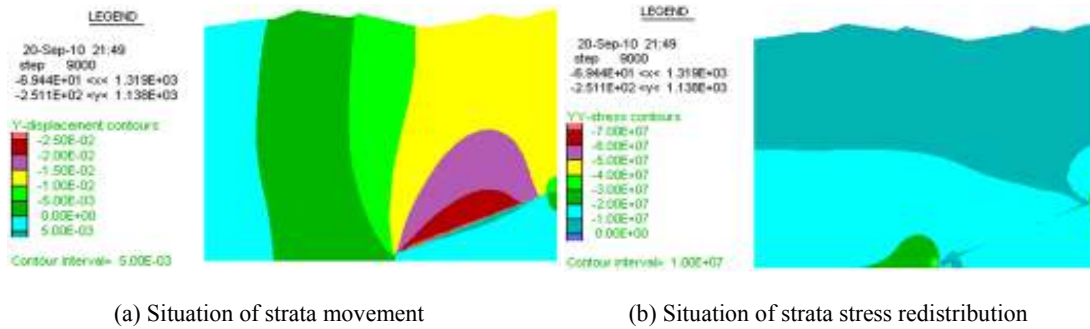 LEGEND
20-Sep-10 21:49
step 9000
-6.944E+01 <x< 1.319E+03
-2.511E+02 <y< 1.138E+03
Y-displacement contours
-2.50E-02
-2.00E-02
-1.50E-02
-1.00E-02
-5.00E-03
0.00E+00
5.00E-03
Contour interval= 5.00E-03
(a) Situation of strata movement
LEGEND
20-Sep-10 21:49
step 9000
-6.944E+01 <x< 1.319E+03
-2.511E+02 <y< 1.138E+03
YY-stress contours
-7.00E+07
-6.00E+07
-5.00E+07
-4.00E+07
-3.00E+07
-2.00E+07
-1.00E+07
0.00E+00
Contour interval= 1.00E+07
(b) Situation of strata stress redistribution